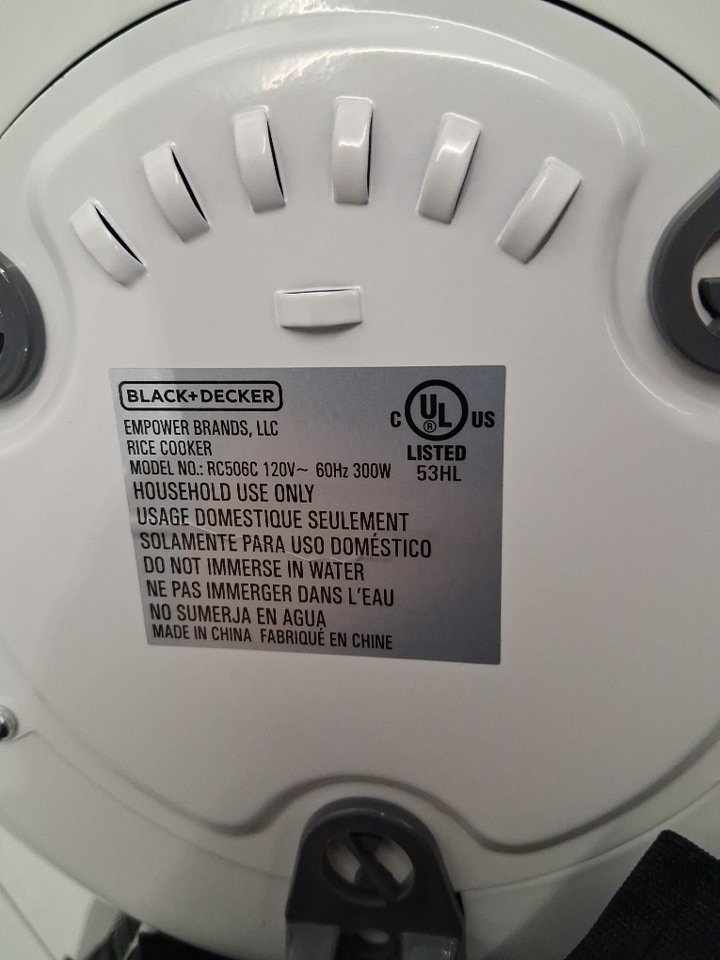 BLACK+DECKER
EMPOWER BRANDS, LLC
RICE COOKER
MODEL NO.: RC506C 120V~ 60Hz 300W
C UL® US
LISTED
53HL
HOUSEHOLD USE ONLY
USAGE DOMESTIQUE SEULEMENT
SOLAMENTE PARA USO DOMÉSTICO
DO NOT IMMERSE IN WATER
NE PAS IMMERGER DANS L'EAU
NO SUMERJA EN AGUA
MADE IN CHINA FABRIQUÉ EN CHINE